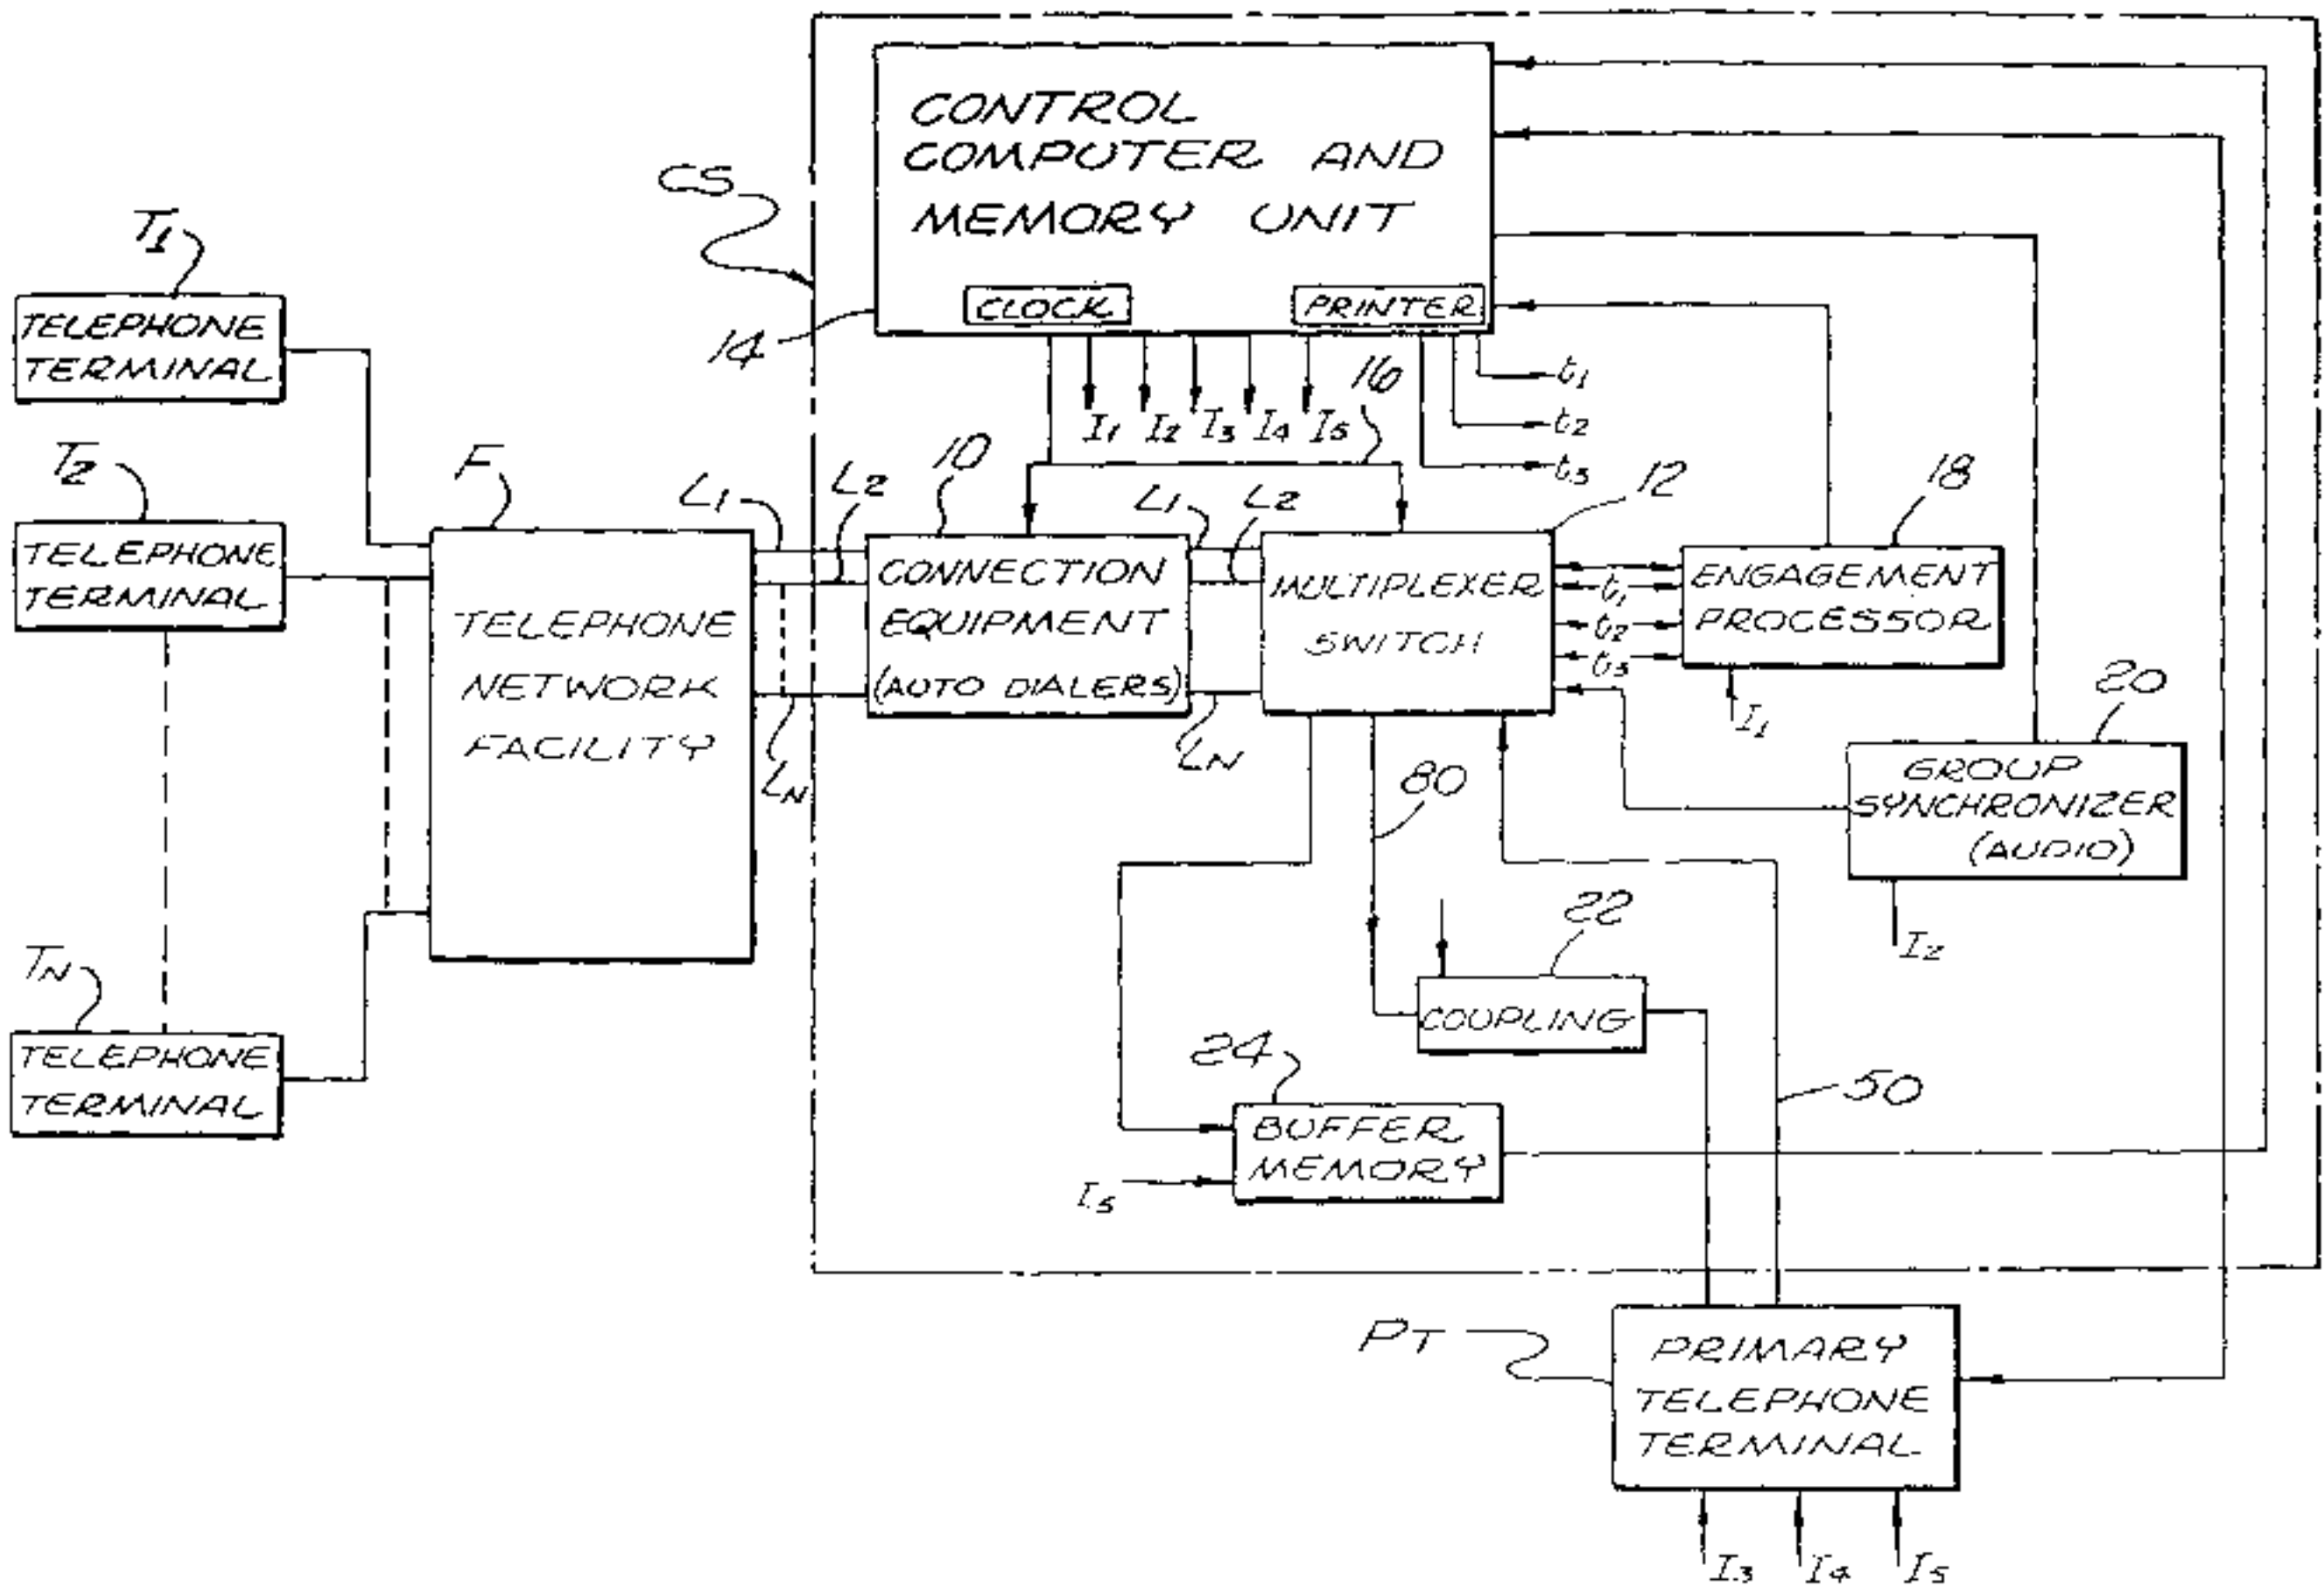 CONTROL
COMPUTER AND
MEMORY UNIT
CLOCK
PRINTER
CS
14
16
I1 I2 I3 I4 I5
t1
t2
t3
T1
TELEPHONE
TERMINAL
T2
TELEPHONE
TERMINAL
TN
TELEPHONE
TERMINAL
F
TELEPHONE
NETWORK
FACILITY
L1
L2
LN
10
CONNECTION
EQUIPMENT
(AUTO DIALERS)
L1
L2
LN
12
MULTIPLEXER
SWITCH
t1
t2
t3
18
ENGAGEMENT
PROCESSOR
I1
20
GROUP
SYNCHRONIZER
(AUDIO)
I2
80
22
COUPLING
24
BUFFER
MEMORY
I5
50
PT
PRIMARY
TELEPHONE
TERMINAL
I3 I4 I5